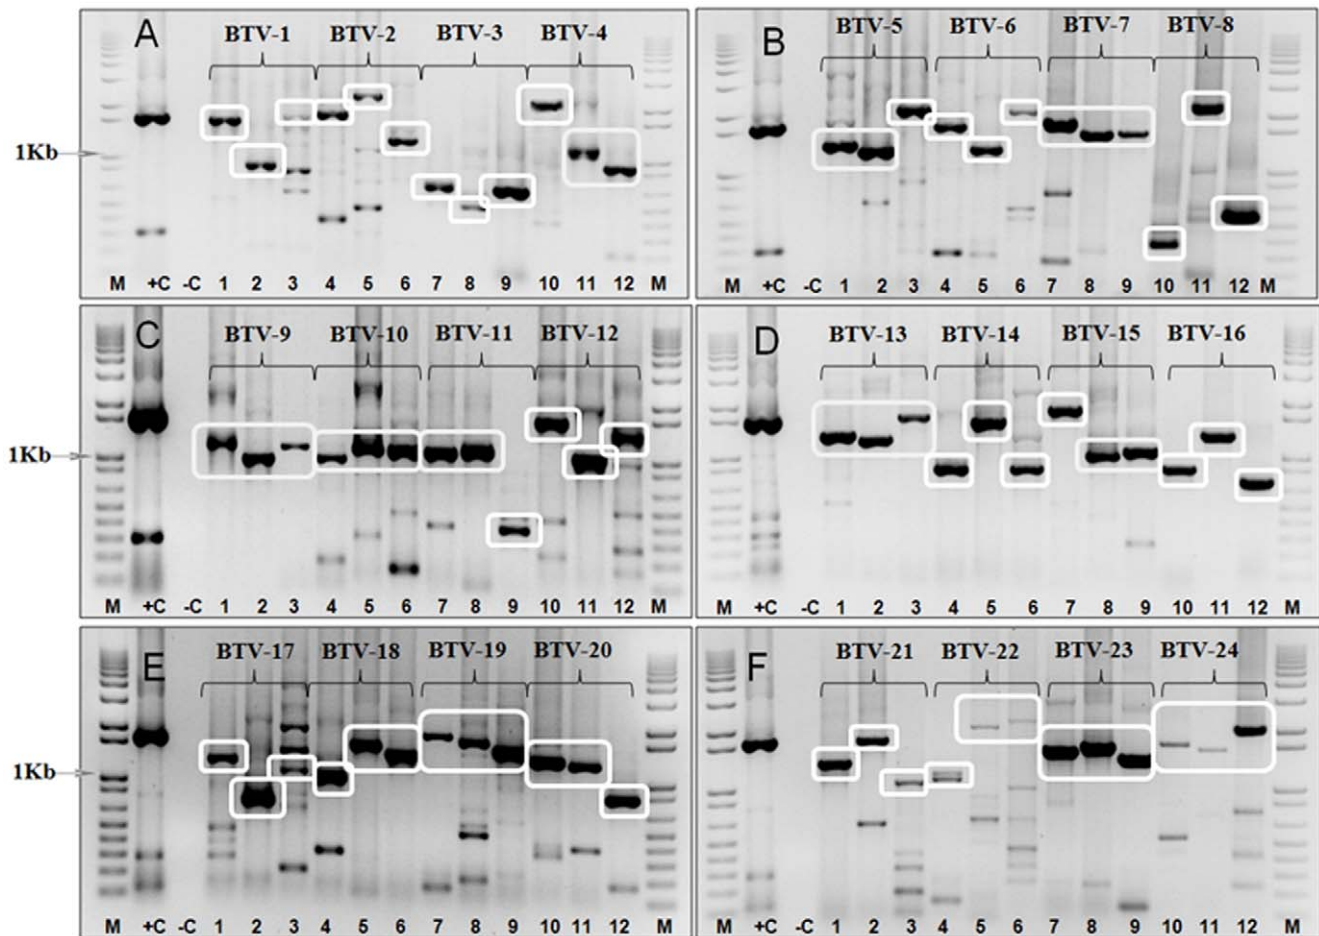 A BTV-1 BTV-2 BTV-3 BTV-4
1Kb
M +C -C 1 2 3 4 5 6 7 8 9 10 11 12 M
B BTV-5 BTV-6 BTV-7 BTV-8
M +C -C 1 2 3 4 5 6 7 8 9 10 11 12 M
C BTV-9 BTV-10 BTV-11 BTV-12
1Kb
M +C -C 1 2 3 4 5 6 7 8 9 10 11 12 M
D BTV-13 BTV-14 BTV-15 BTV-16
M +C -C 1 2 3 4 5 6 7 8 9 10 11 12 M
E BTV-17 BTV-18 BTV-19 BTV-20
1Kb
M +C -C 1 2 3 4 5 6 7 8 9 10 11 12 M
F BTV-21 BTV-22 BTV-23 BTV-24
M +C -C 1 2 3 4 5 6 7 8 9 10 11 12 M